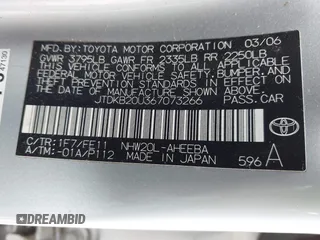 MFD. BY: TOYOTA MOTOR CORPORATION 03/06
GVWR 3795LB GAWR FR 2335LB RR 2250LB
THIS VEHICLE CONFORMS TO ALL APPLICABLE FEDERAL
MOTOR VEHICLE SAFETY, BUMPER, AND
THEFT PREVENTION STANDARDS IN EFFECT ON
THE DATE OF MANUFACTURE SHOWN ABOVE.
JTDKB20U367073266 PASS. CAR
C/TR: 1F7/FE11 NHW20L-AHEEBA
A/TM: -01A/P112 MADE IN JAPAN 596 A
TOYOTA
47130
DREAMBID